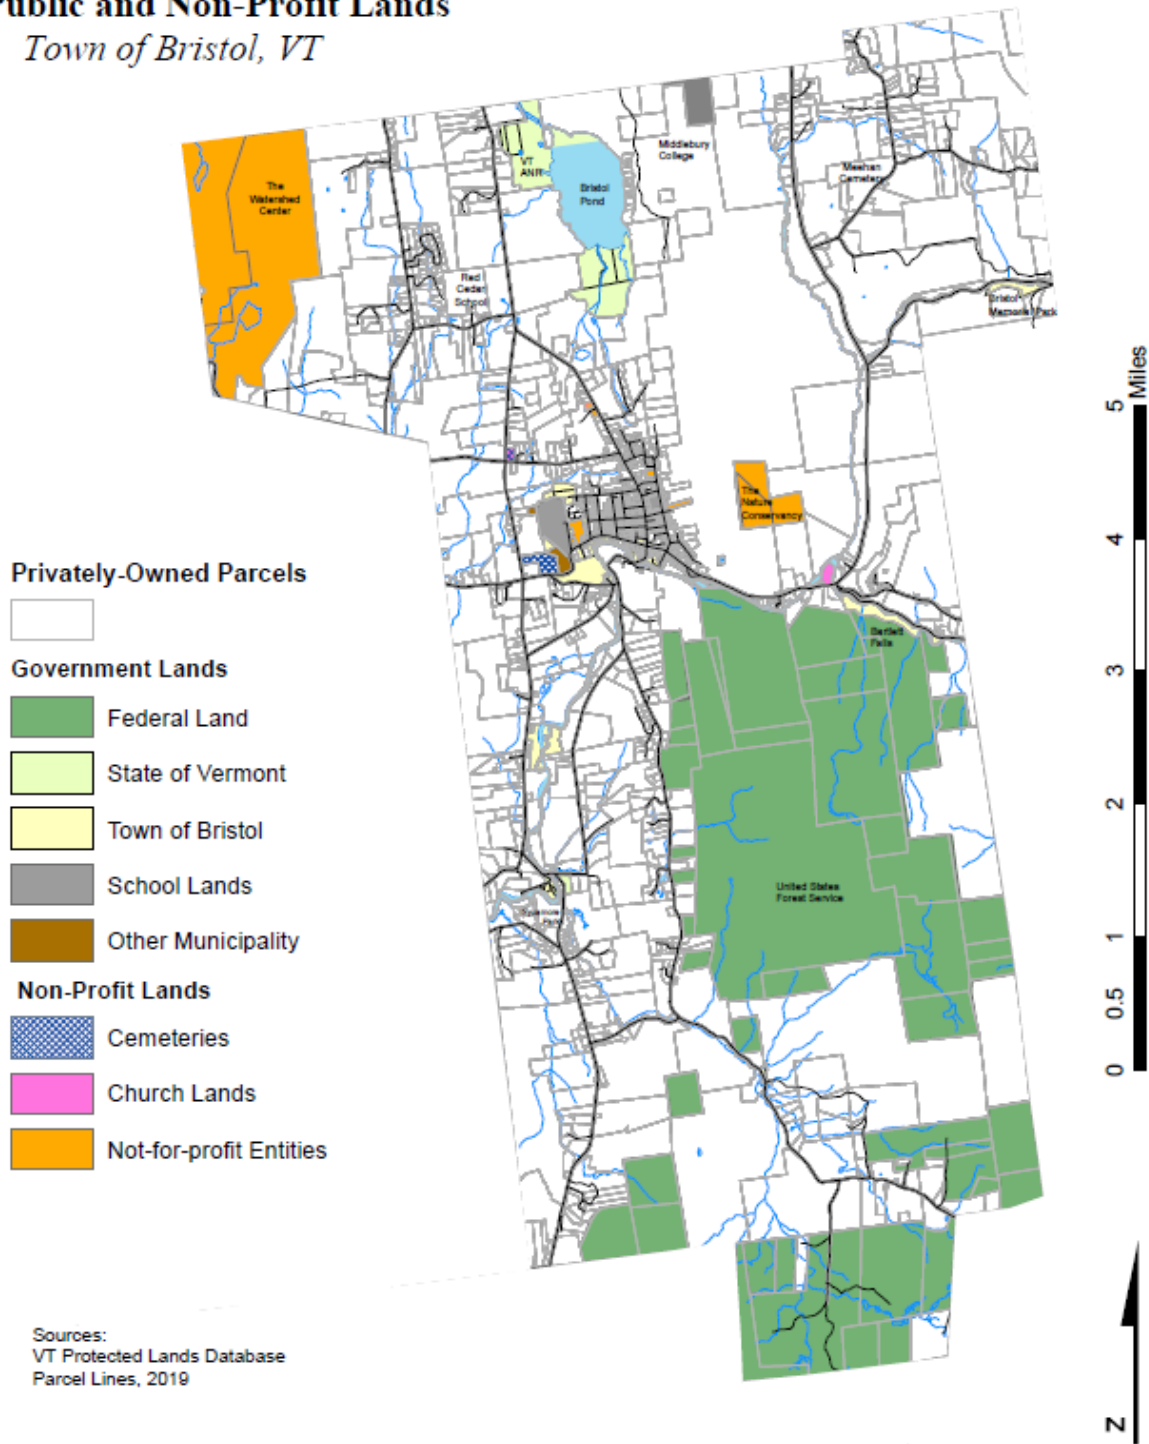 Public and Non-Profit Lands
Town of Bristol, VT
The
Watershed
Center
VT
ANR
Bristol
Pond
Middlebury
College
Meehan
Cemetery
Red
Cedar
School
Bristol
Memorial Park
The
Nature
Conservancy
Bartlett
Falls
United States
Forest Service
Park
Privately-Owned Parcels
Government Lands
Federal Land
State of Vermont
Town of Bristol
School Lands
Other Municipality
Non-Profit Lands
Cemeteries
Church Lands
Not-for-profit Entities
Miles
5
4
3
2
1
0.5
0
N
Sources:
VT Protected Lands Database
Parcel Lines, 2019